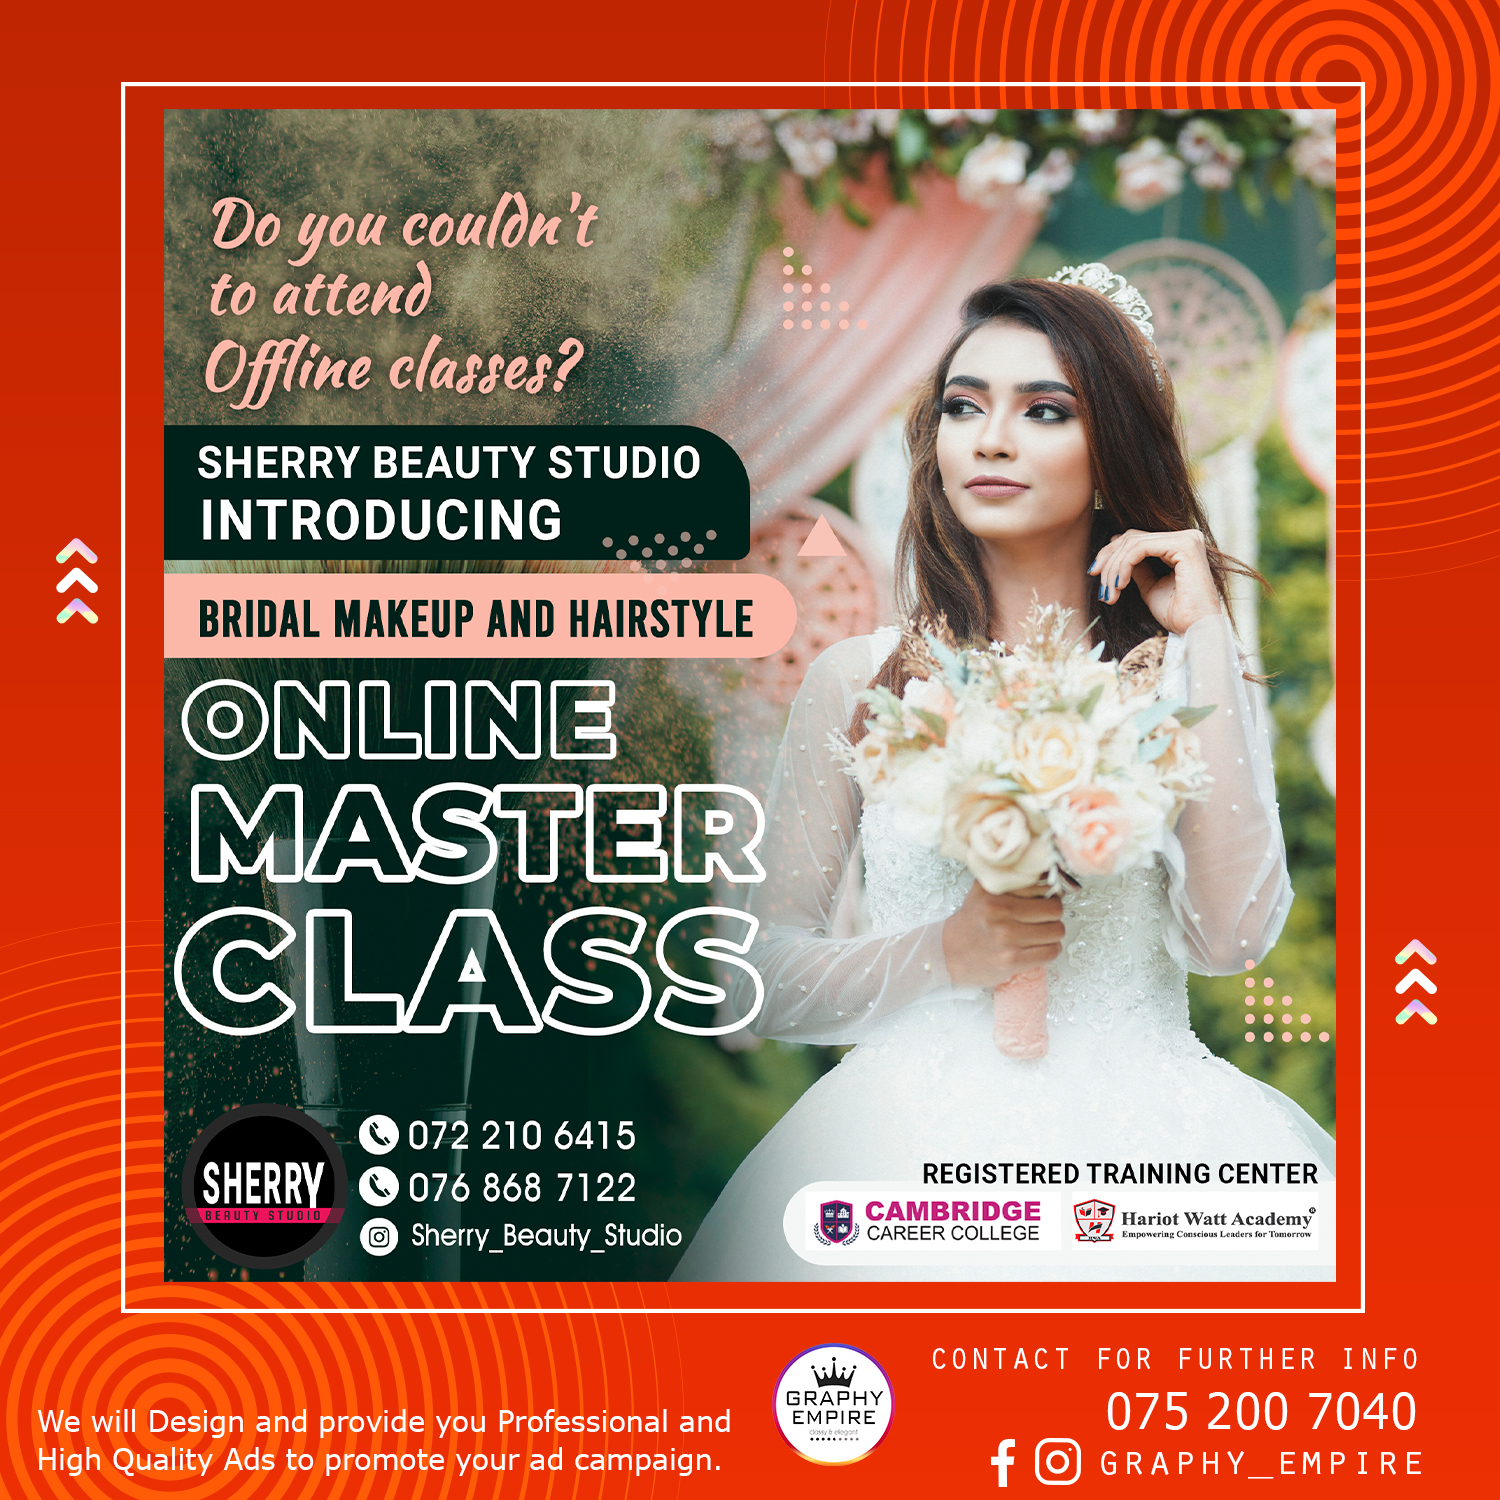 Do you couldn't
to attend
Offline classes?
SHERRY BEAUTY STUDIO
INTRODUCING
BRIDAL MAKEUP AND HAIRSTYLE
ONLINE
MASTER
CLASS
SHERRY
BEAUTY STUDIO
072 210 6415
076 868 7122
Sherry_Beauty_Studio
REGISTERED TRAINING CENTER
CAMBRIDGE
CAREER COLLEGE
Hariot Watt Academy
Empowering Conscious Leaders for Tomorrow
We will Design and provide you Professional and
High Quality Ads to promote your ad campaign.
GRAPHY
EMPIRE
classy & elegant
CONTACT FOR FURTHER INFO
075 200 7040
GRAPHY_EMPIRE